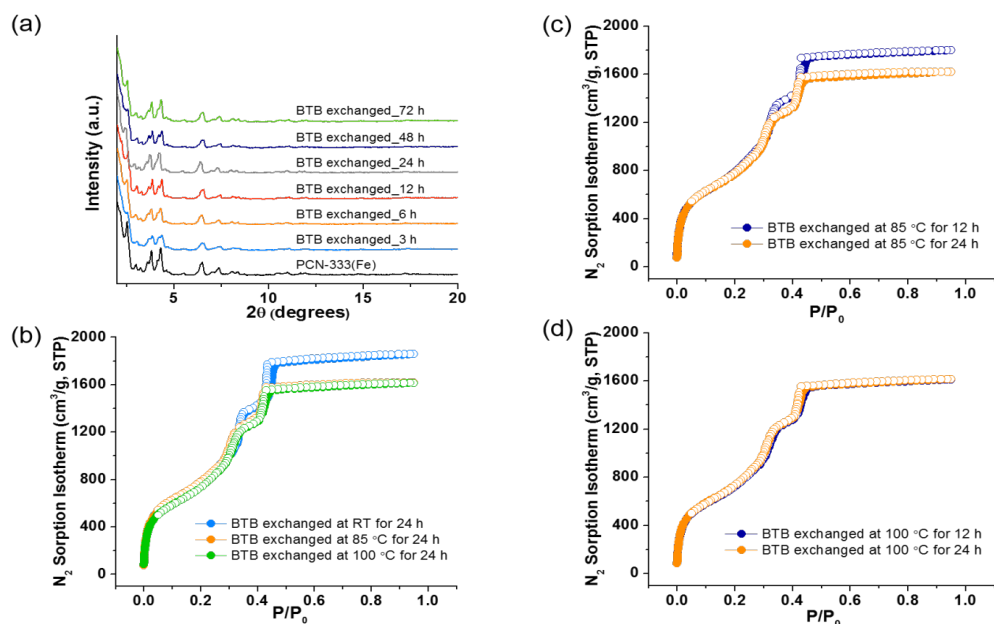 (a)
Intensity (a.u.)
BTB exchanged_72 h
BTB exchanged_48 h
BTB exchanged_24 h
BTB exchanged_12 h
BTB exchanged_6 h
BTB exchanged_3 h
PCN-333(Fe)
5 10 15 20
2θ (degrees)
(b)
N2 Sorption Isotherm (cm3/g, STP)
2000
1600
1200
800
400
0
BTB exchanged at RT for 24 h
BTB exchanged at 85 °C for 24 h
BTB exchanged at 100 °C for 24 h
0.0 0.2 0.4 0.6 0.8 1.0
P/P0
(c)
N2 Sorption Isotherm (cm3/g, STP)
2000
1600
1200
800
400
0
BTB exchanged at 85 °C for 12 h
BTB exchanged at 85 °C for 24 h
0.0 0.2 0.4 0.6 0.8 1.0
P/P0
(d)
N2 Sorption Isotherm (cm3/g, STP)
2000
1600
1200
800
400
0
BTB exchanged at 100 °C for 12 h
BTB exchanged at 100 °C for 24 h
0.0 0.2 0.4 0.6 0.8 1.0
P/P0